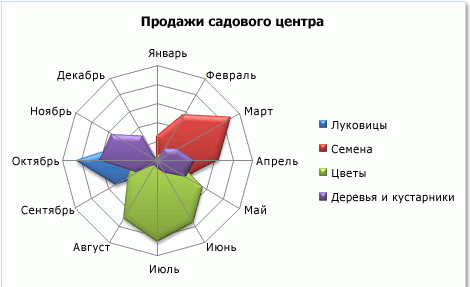 Продажи садового центра
Январь
Февраль
Март
Апрель
Май
Июнь
Июль
Август
Сентябрь
Октябрь
Ноябрь
Декабрь
Луковицы
Семена
Цветы
Деревья и кустарники